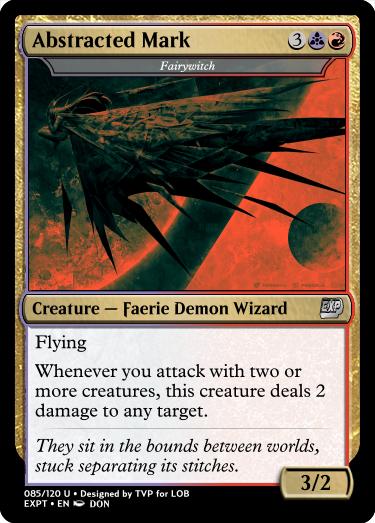 Abstracted Mark 3
Fairywitch
Creature — Faerie Demon Wizard
EXP
Flying
Whenever you attack with two or
more creatures, this creature deals 2
damage to any target.
They sit in the bounds between worlds,
stuck separating its stitches.
3/2
085/120 U • Designed by TVP for LOB
EXPT • EN DON